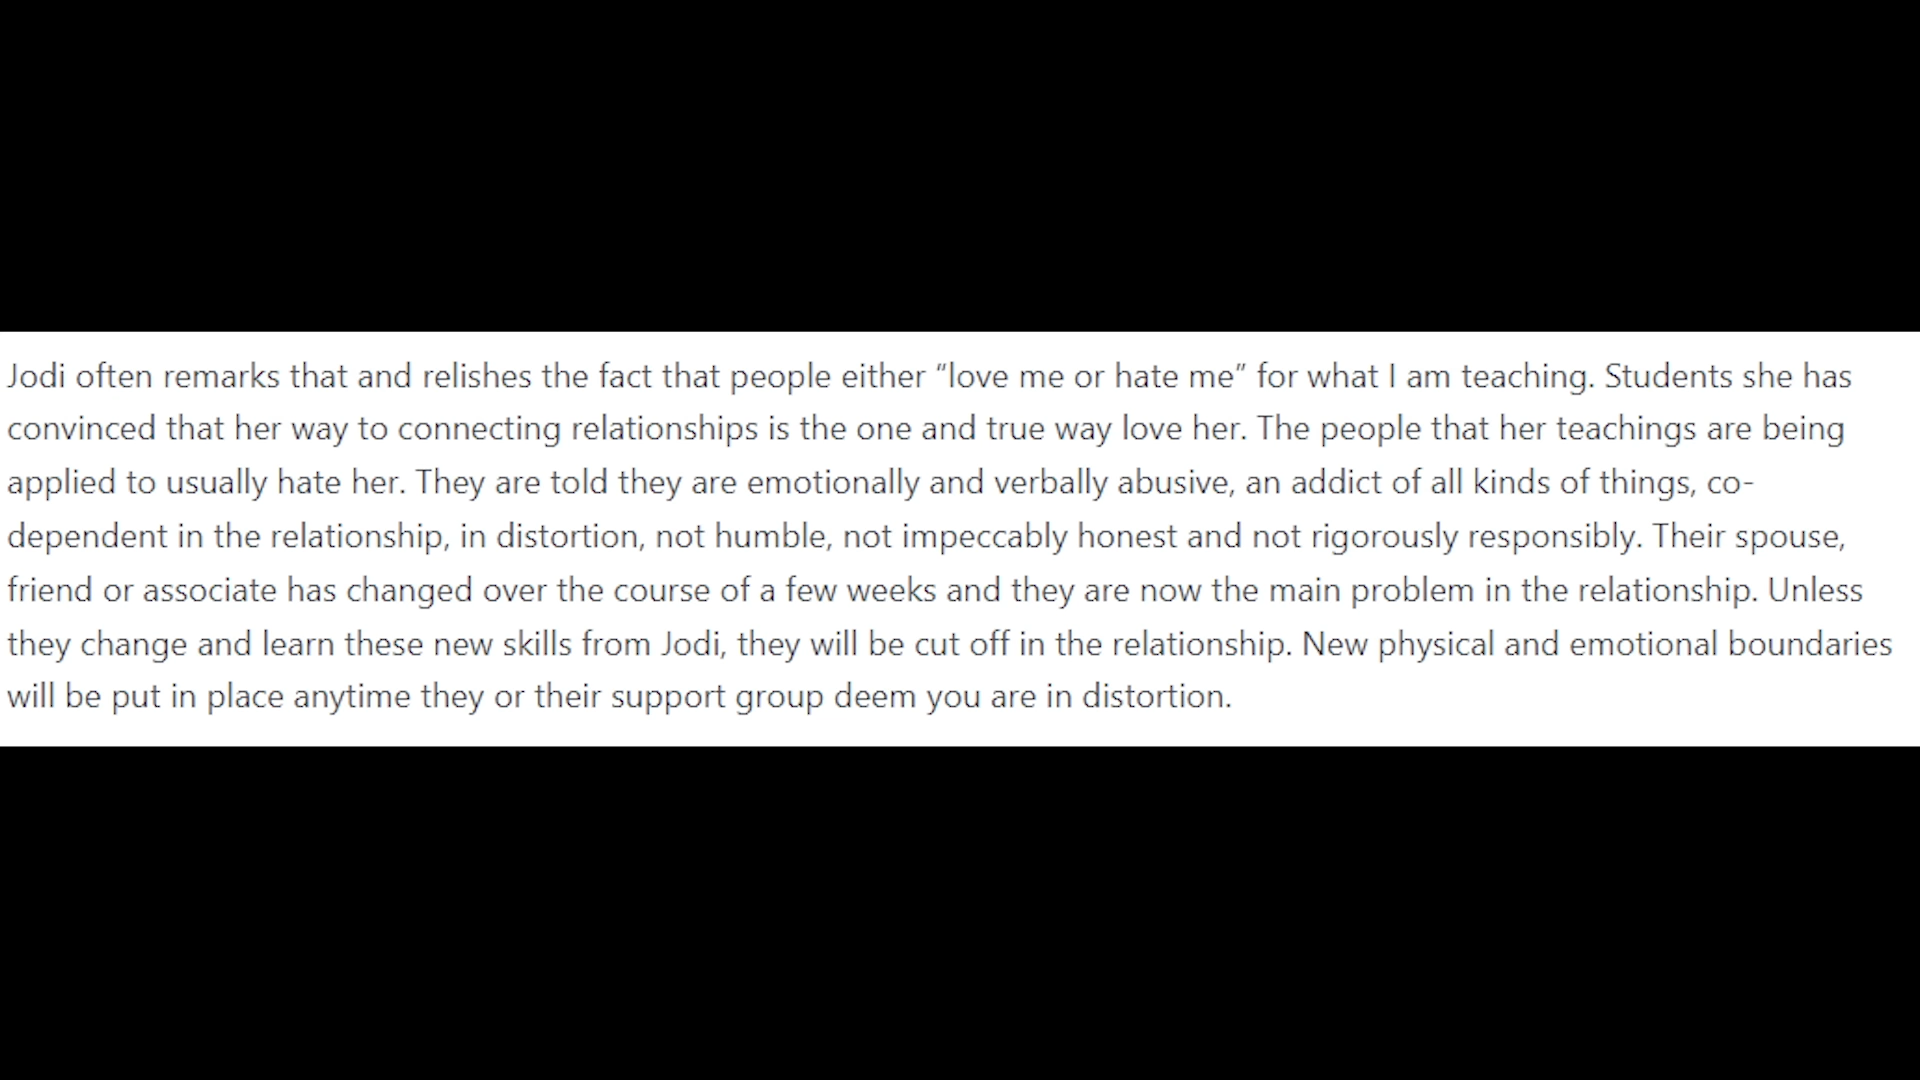 Jodi often remarks that and relishes the fact that people either “love me or hate me” for what I am teaching. Students she has
convinced that her way to connecting relationships is the one and true way love her. The people that her teachings are being
applied to usually hate her. They are told they are emotionally and verbally abusive, an addict of all kinds of things, co-
dependent in the relationship, in distortion, not humble, not impeccably honest and not rigorously responsibly. Their spouse,
friend or associate has changed over the course of a few weeks and they are now the main problem in the relationship. Unless
they change and learn these new skills from Jodi, they will be cut off in the relationship. New physical and emotional boundaries
will be put in place anytime they or their support group deem you are in distortion.